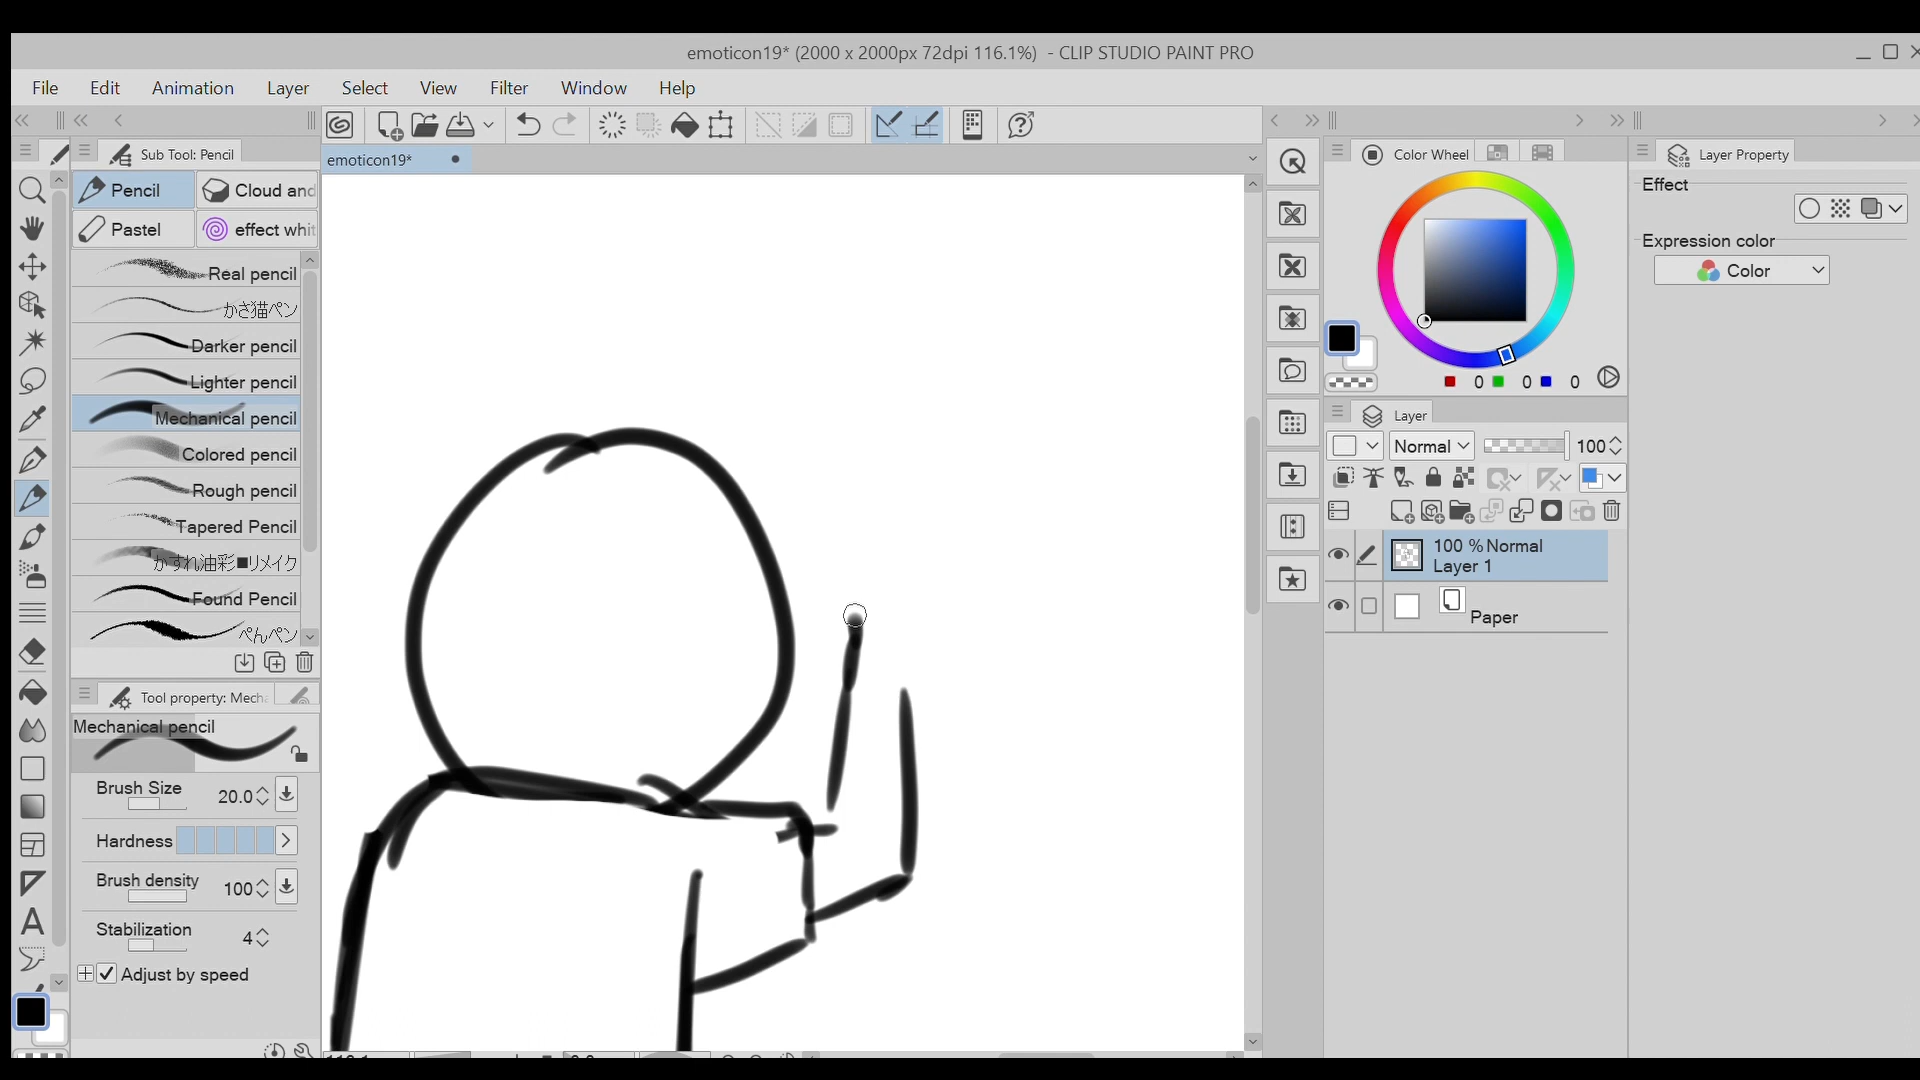 emoticon19* (2000 x 2000px 72dpi 116.1%) - CLIP STUDIO PAINT PRO
File Edit Animation Layer Select View Filter Window Help
Sub Tool: Pencil
emoticon19*
Pencil
Cloud and
Pastel
effect whit
Real pencil
かさ猫ペン
Darker pencil
Lighter pencil
Mechanical pencil
Colored pencil
Rough pencil
Tapered Pencil
かすれ油彩■リメイク
Found Pencil
ぺんペン
Tool property: Mech
Mechanical pencil
Brush Size 20.0
Hardness
Brush density 100
Stabilization 4
Adjust by speed
Color Wheel
0 0 0
Layer
Normal 100
100 % Normal
Layer 1
Paper
Layer Property
Effect
Expression color
Color